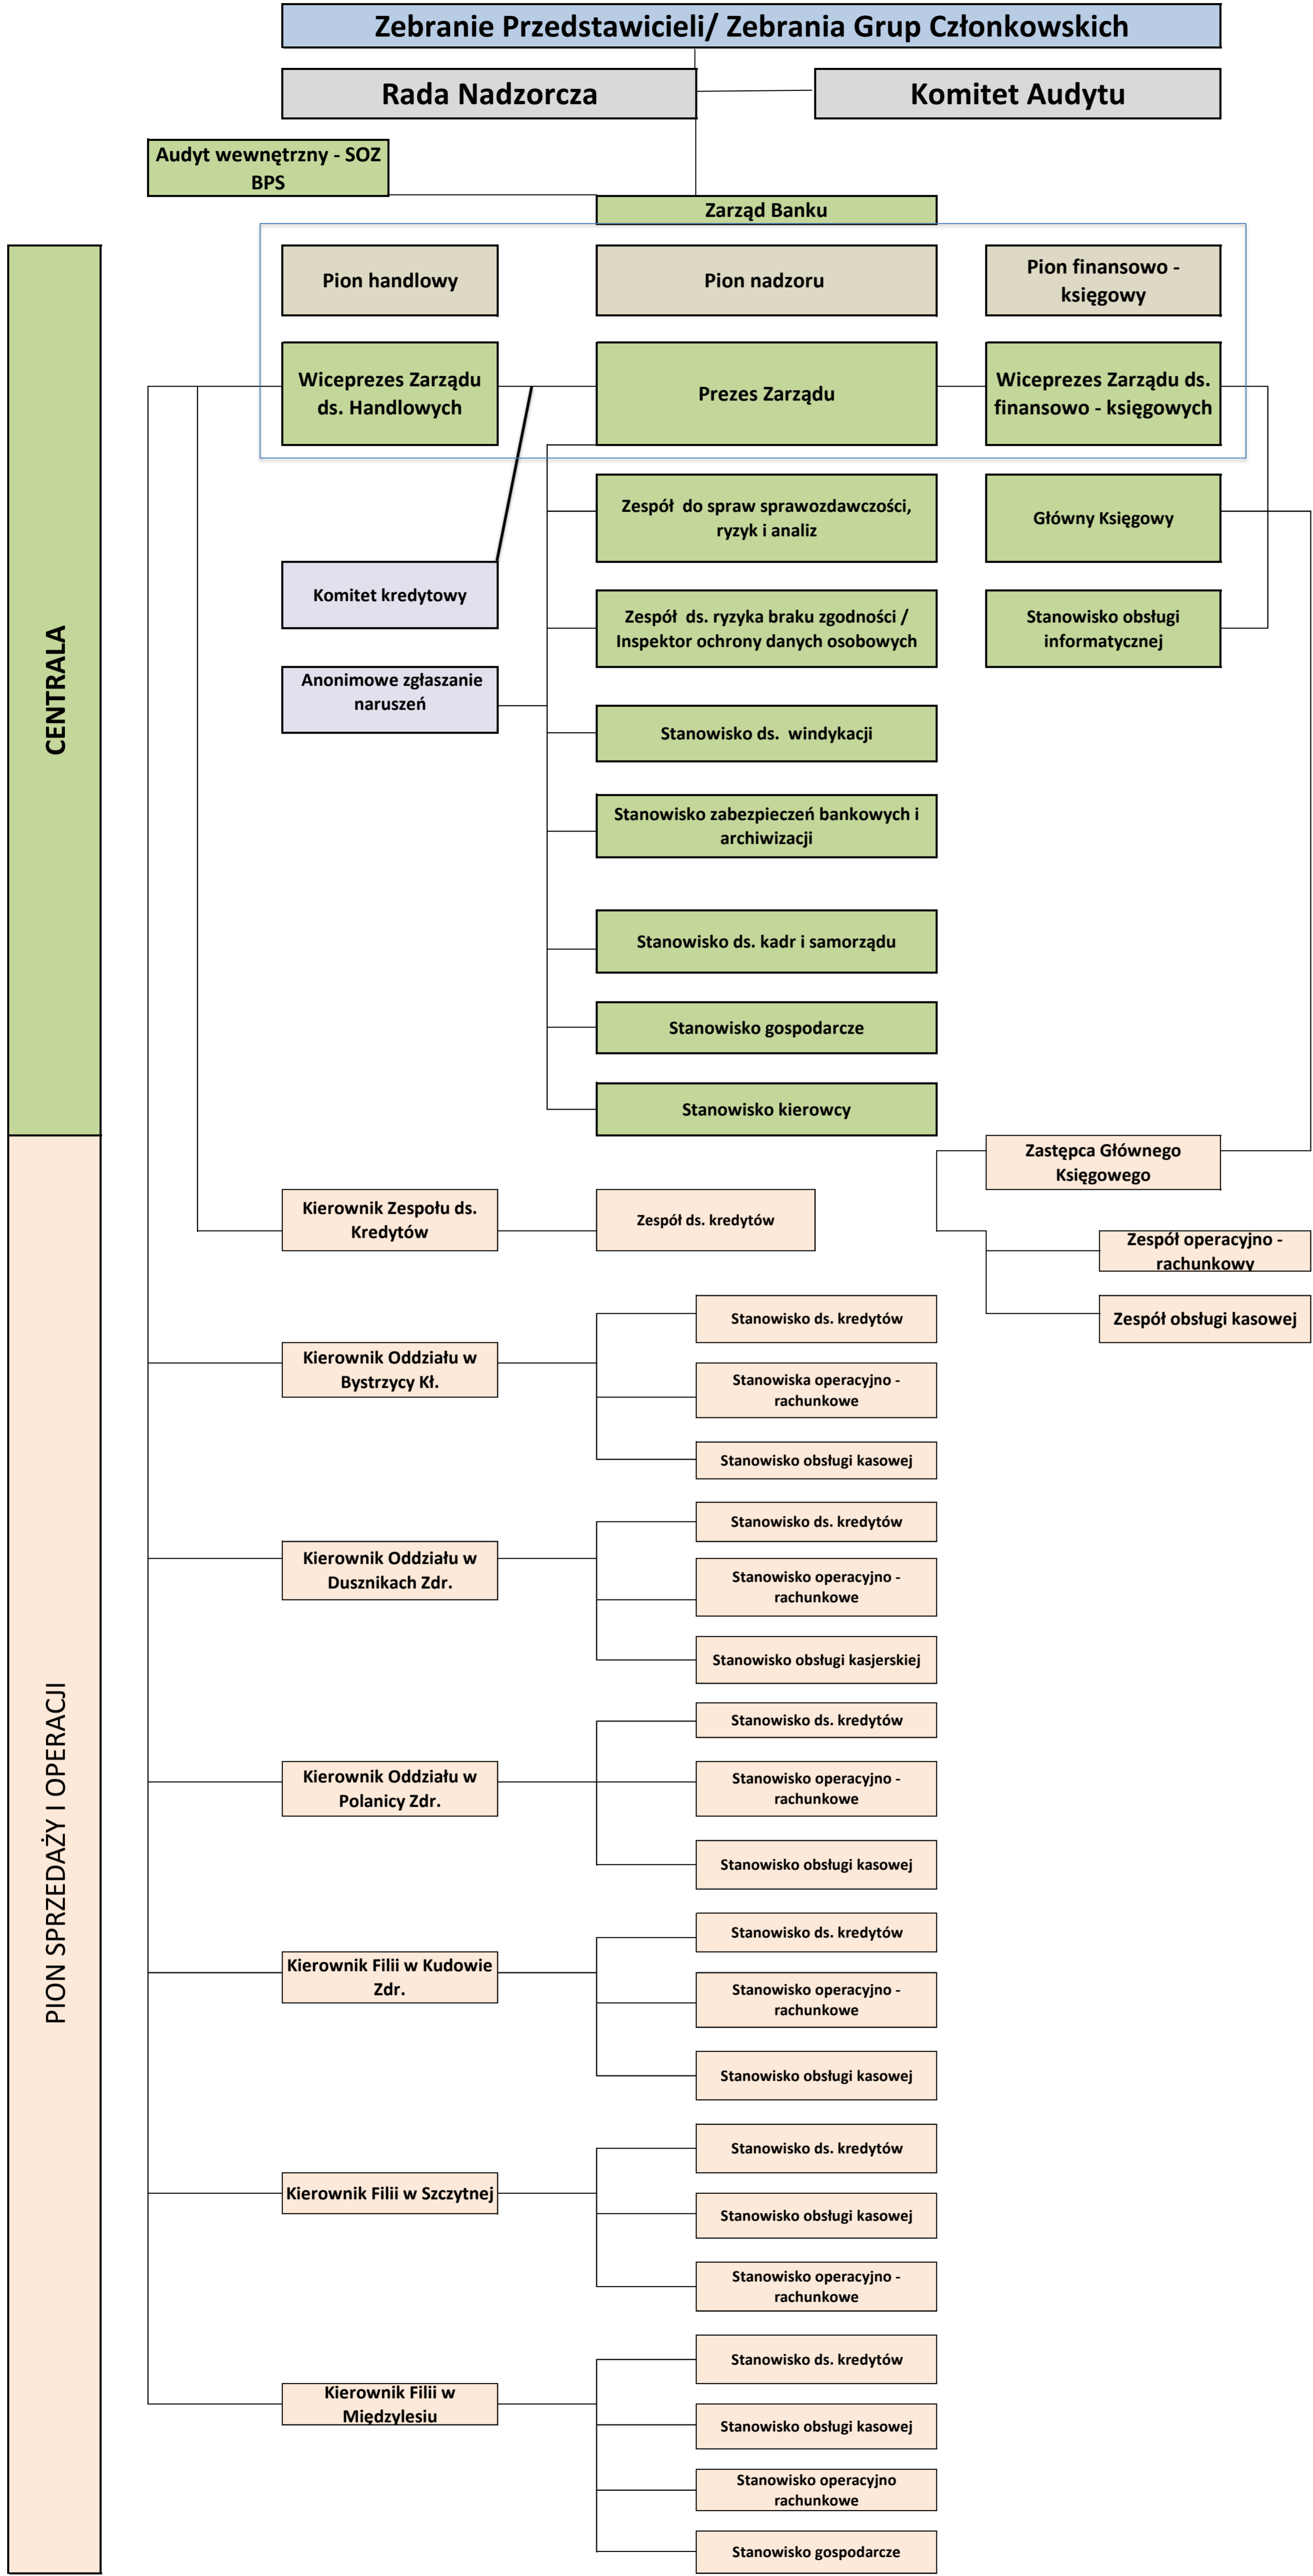 Zebranie Przedstawicieli/ Zebrania Grup Członkowskich
Rada Nadzorcza
Komitet Audytu
Audyt wewnętrzny - SOZ
BPS
Zarząd Banku
CENTRALA
Pion handlowy
Pion nadzoru
Pion finansowo -
księgowy
Wiceprezes Zarządu
ds. Handlowych
Prezes Zarządu
Wiceprezes Zarządu ds.
finansowo - księgowych
Zespół do spraw sprawozdawczości,
ryzyk i analiz
Główny Księgowy
Komitet kredytowy
Zespół ds. ryzyka braku zgodności /
Inspektor ochrony danych osobowych
Stanowisko obsługi
informatycznej
Anonimowe zgłaszanie
naruszeń
Stanowisko ds. windykacji
Stanowisko zabezpieczeń bankowych i
archiwizacji
Stanowisko ds. kadr i samorządu
Stanowisko gospodarcze
Stanowisko kierowcy
PION SPRZEDAŻY I OPERACJI
Zastępca Głównego
Księgowego
Kierownik Zespołu ds.
Kredytów
Zespół ds. kredytów
Zespół operacyjno -
rachunkowy
Zespół obsługi kasowej
Kierownik Oddziału w
Bystrzycy Kł.
Stanowisko ds. kredytów
Stanowiska operacyjno -
rachunkowe
Stanowisko obsługi kasowej
Kierownik Oddziału w
Dusznikach Zdr.
Stanowisko ds. kredytów
Stanowisko operacyjno -
rachunkowe
Stanowisko obsługi kasjerskiej
Kierownik Oddziału w
Polanicy Zdr.
Stanowisko ds. kredytów
Stanowisko operacyjno -
rachunkowe
Stanowisko obsługi kasowej
Kierownik Filii w Kudowie
Zdr.
Stanowisko ds. kredytów
Stanowisko operacyjno -
rachunkowe
Stanowisko obsługi kasowej
Kierownik Filii w Szczytnej
Stanowisko ds. kredytów
Stanowisko obsługi kasowej
Stanowisko operacyjno -
rachunkowe
Kierownik Filii w
Międzylesiu
Stanowisko ds. kredytów
Stanowisko obsługi kasowej
Stanowisko operacyjno
rachunkowe
Stanowisko gospodarcze